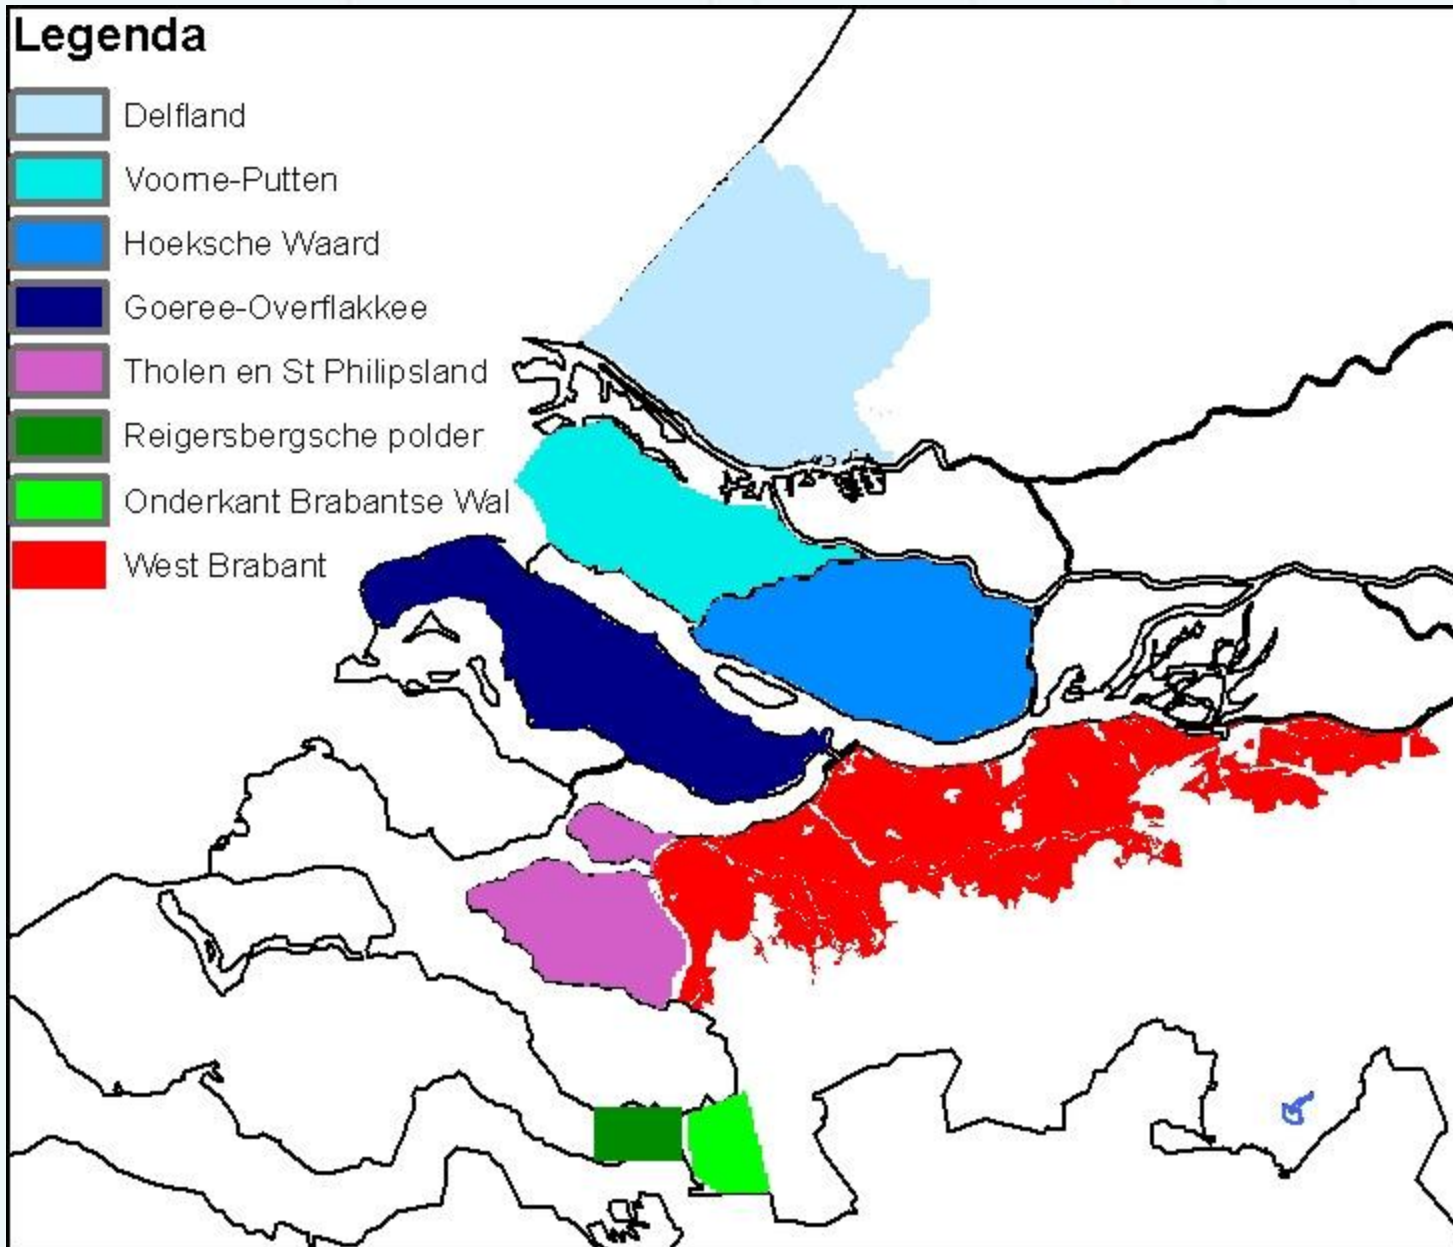 Legenda
Delfland
Voorne-Putten
Hoeksche Waard
Goeree-Overflakkee
Tholen en St Philipsland
Reigersbergsche polder
Onderkant Brabantse Wal
West Brabant